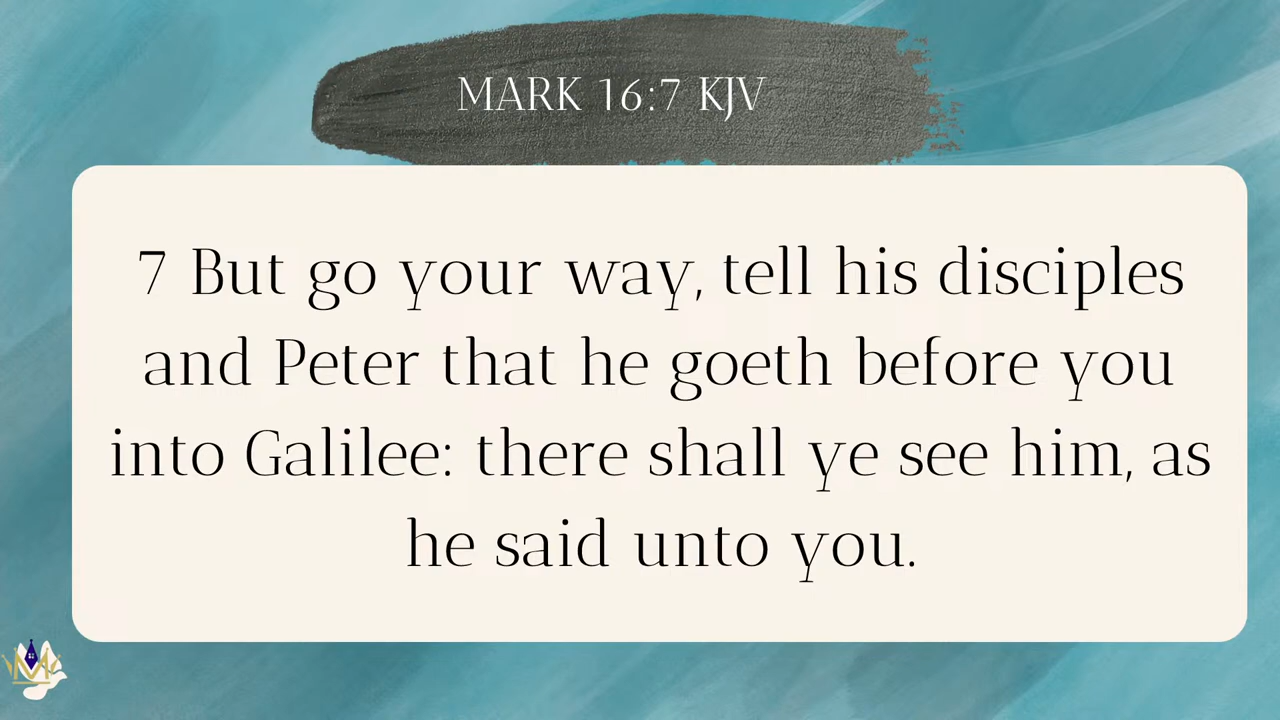 MARK 16:7 KJV
7 But go your way, tell his disciples
and Peter that he goeth before you
into Galilee: there shall ye see him, as
he said unto you.
M